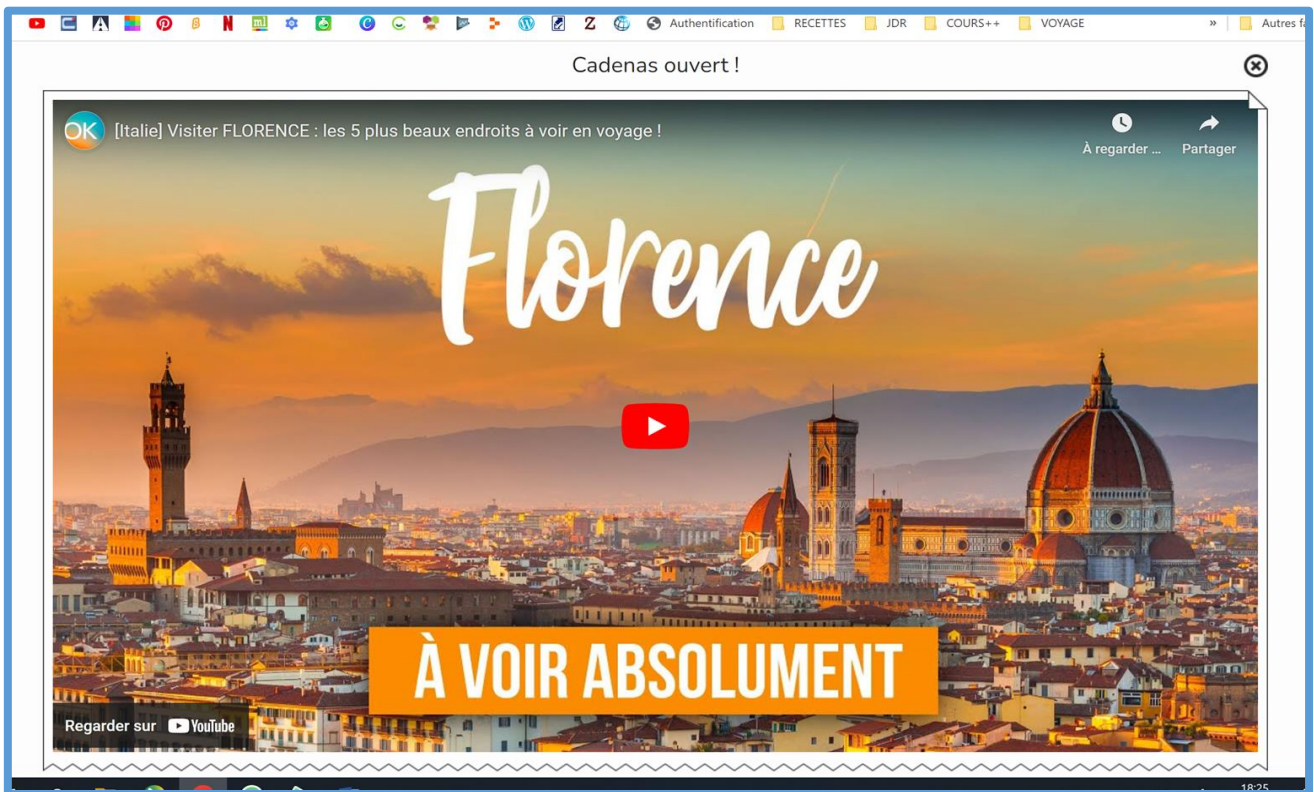 Authentification RECETTES JDR COURS++ VOYAGE » Autres
Cadenas ouvert !
OK [Italie] Visiter FLORENCE : les 5 plus beaux endroits à voir en voyage !
À regarder ... Partager
Florence
À VOIR ABSOLUMENT
Regarder sur YouTube
18:25